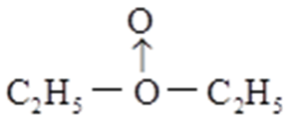 O
↑
C₂H₅ — O — C₂H₅